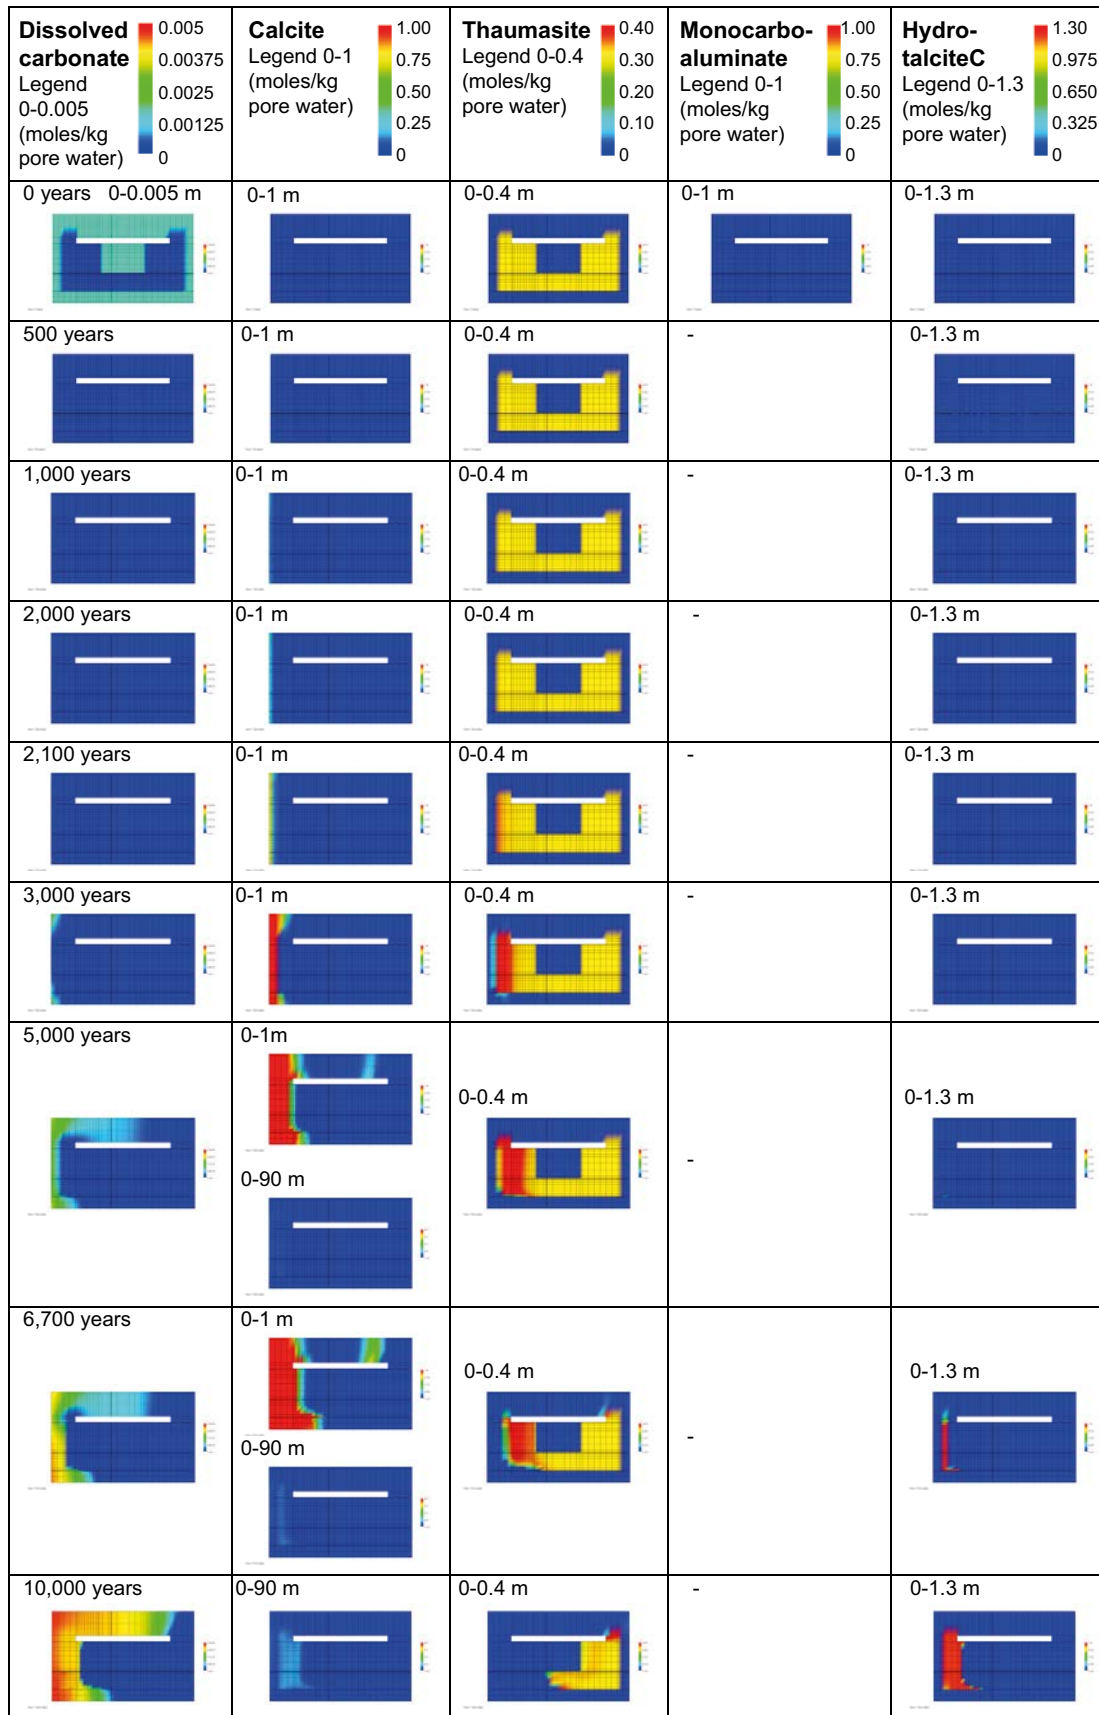 Dissolved
carbonate
Legend
0-0.005
(moles/kg
pore water)
0.005
0.00375
0.0025
0.00125
0
Calcite
Legend 0-1
(moles/kg
pore water)
1.00
0.75
0.50
0.25
0
Thaumasite
Legend 0-0.4
(moles/kg
pore water)
0.40
0.30
0.20
0.10
0
Monocarbo-
aluminate
Legend 0-1
(moles/kg
pore water)
1.00
0.75
0.50
0.25
0
Hydro-
talciteC
Legend 0-1.3
(moles/kg
pore water)
1.30
0.975
0.650
0.325
0
0 years 0-0.005 m
0-1 m
0-0.4 m
0-1 m
0-1.3 m
500 years
0-1 m
0-0.4 m
-
0-1.3 m
1,000 years
0-1 m
0-0.4 m
-
0-1.3 m
2,000 years
0-1 m
0-0.4 m
-
0-1.3 m
2,100 years
0-1 m
0-0.4 m
-
0-1.3 m
3,000 years
0-1 m
0-0.4 m
-
0-1.3 m
5,000 years
0-1m
0-90 m
0-0.4 m
-
0-1.3 m
6,700 years
0-1 m
0-90 m
0-0.4 m
-
0-1.3 m
10,000 years
0-90 m
0-0.4 m
-
0-1.3 m